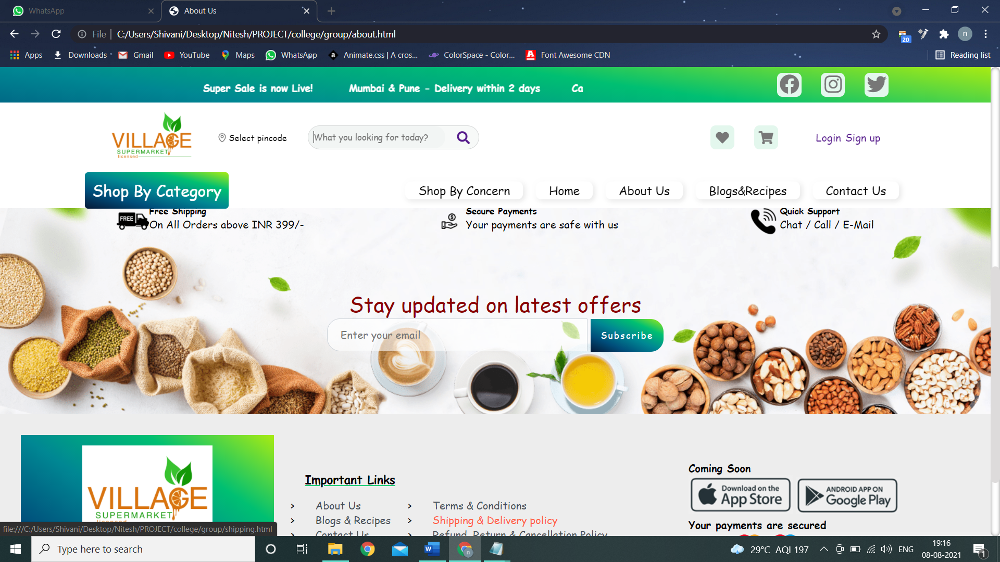 WhatsApp
About Us
File
C:/Users/Shivani/Desktop/Nitesh/PROJECT/college/group/about.html
20
n
Apps
Downloads
Gmail
YouTube
Maps
WhatsApp
a
Animate.css | A cros...
ColorSpace - Color...
A
Font Awesome CDN
Reading list
Super Sale is now Live!
Mumbai & Pune - Delivery within 2 days
Ca
VILLAGE
SUPERMARKET
licensed
Select pincode
What you looking for today?
Login Sign up
Shop By Category
Shop By Concern
Home
About Us
Blogs&Recipes
Contact Us
FREE
Free Shipping
On All Orders above INR 399/-
Secure Payments
Your payments are safe with us
Quick Support
Chat / Call / E-Mail
Stay updated on latest offers
Enter your email
Subscribe
VILLAGE
SUPERMARKET
licensed
Important Links
> About Us
> Blogs & Recipes
> Contact Us
> Terms & Conditions
> Shipping & Delivery policy
> Refund, Return & Cancellation Policy
Coming Soon
Download on the
App Store
ANDROID APP ON
Google Play
Your payments are secured
file:///C:/Users/Shivani/Desktop/Nitesh/PROJECT/college/group/shipping.html
Type here to search
W
n
29°C AQI 197
ENG
19:16
08-08-2021
1